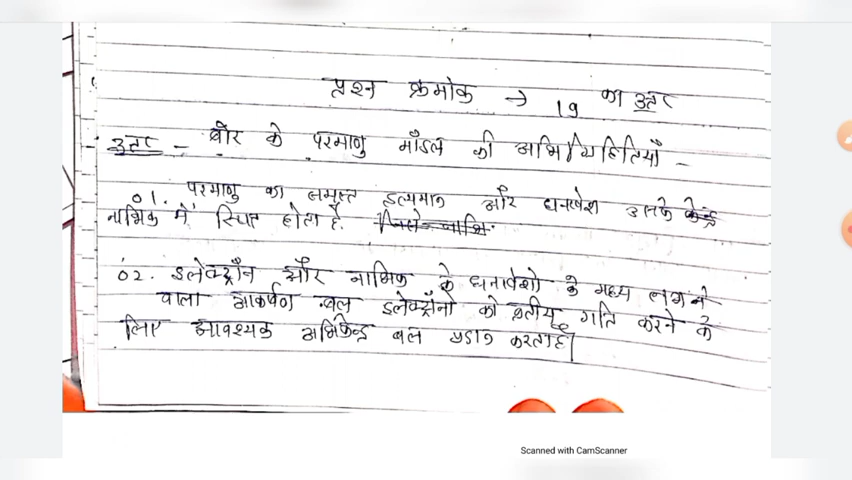 प्रश्न क्रमांक → 19 का उत्तर
उत्तर - बोर के परमाणु मॉडल की अभिगृहितियाँ -
01. परमाणु का समस्त द्रव्यमान और धनावेश उसके केन्द्र
नाभिक में स्थित होता है.
02. इलेक्ट्रॉन और नाभिक के धनावेशो के मध्य लगने
वाला आकर्षण बल इलेक्ट्रॉनो को वृत्तीय गति करने के
लिए आवश्यक अभिकेन्द्र बल प्रदान करता है|
Scanned with CamScanner